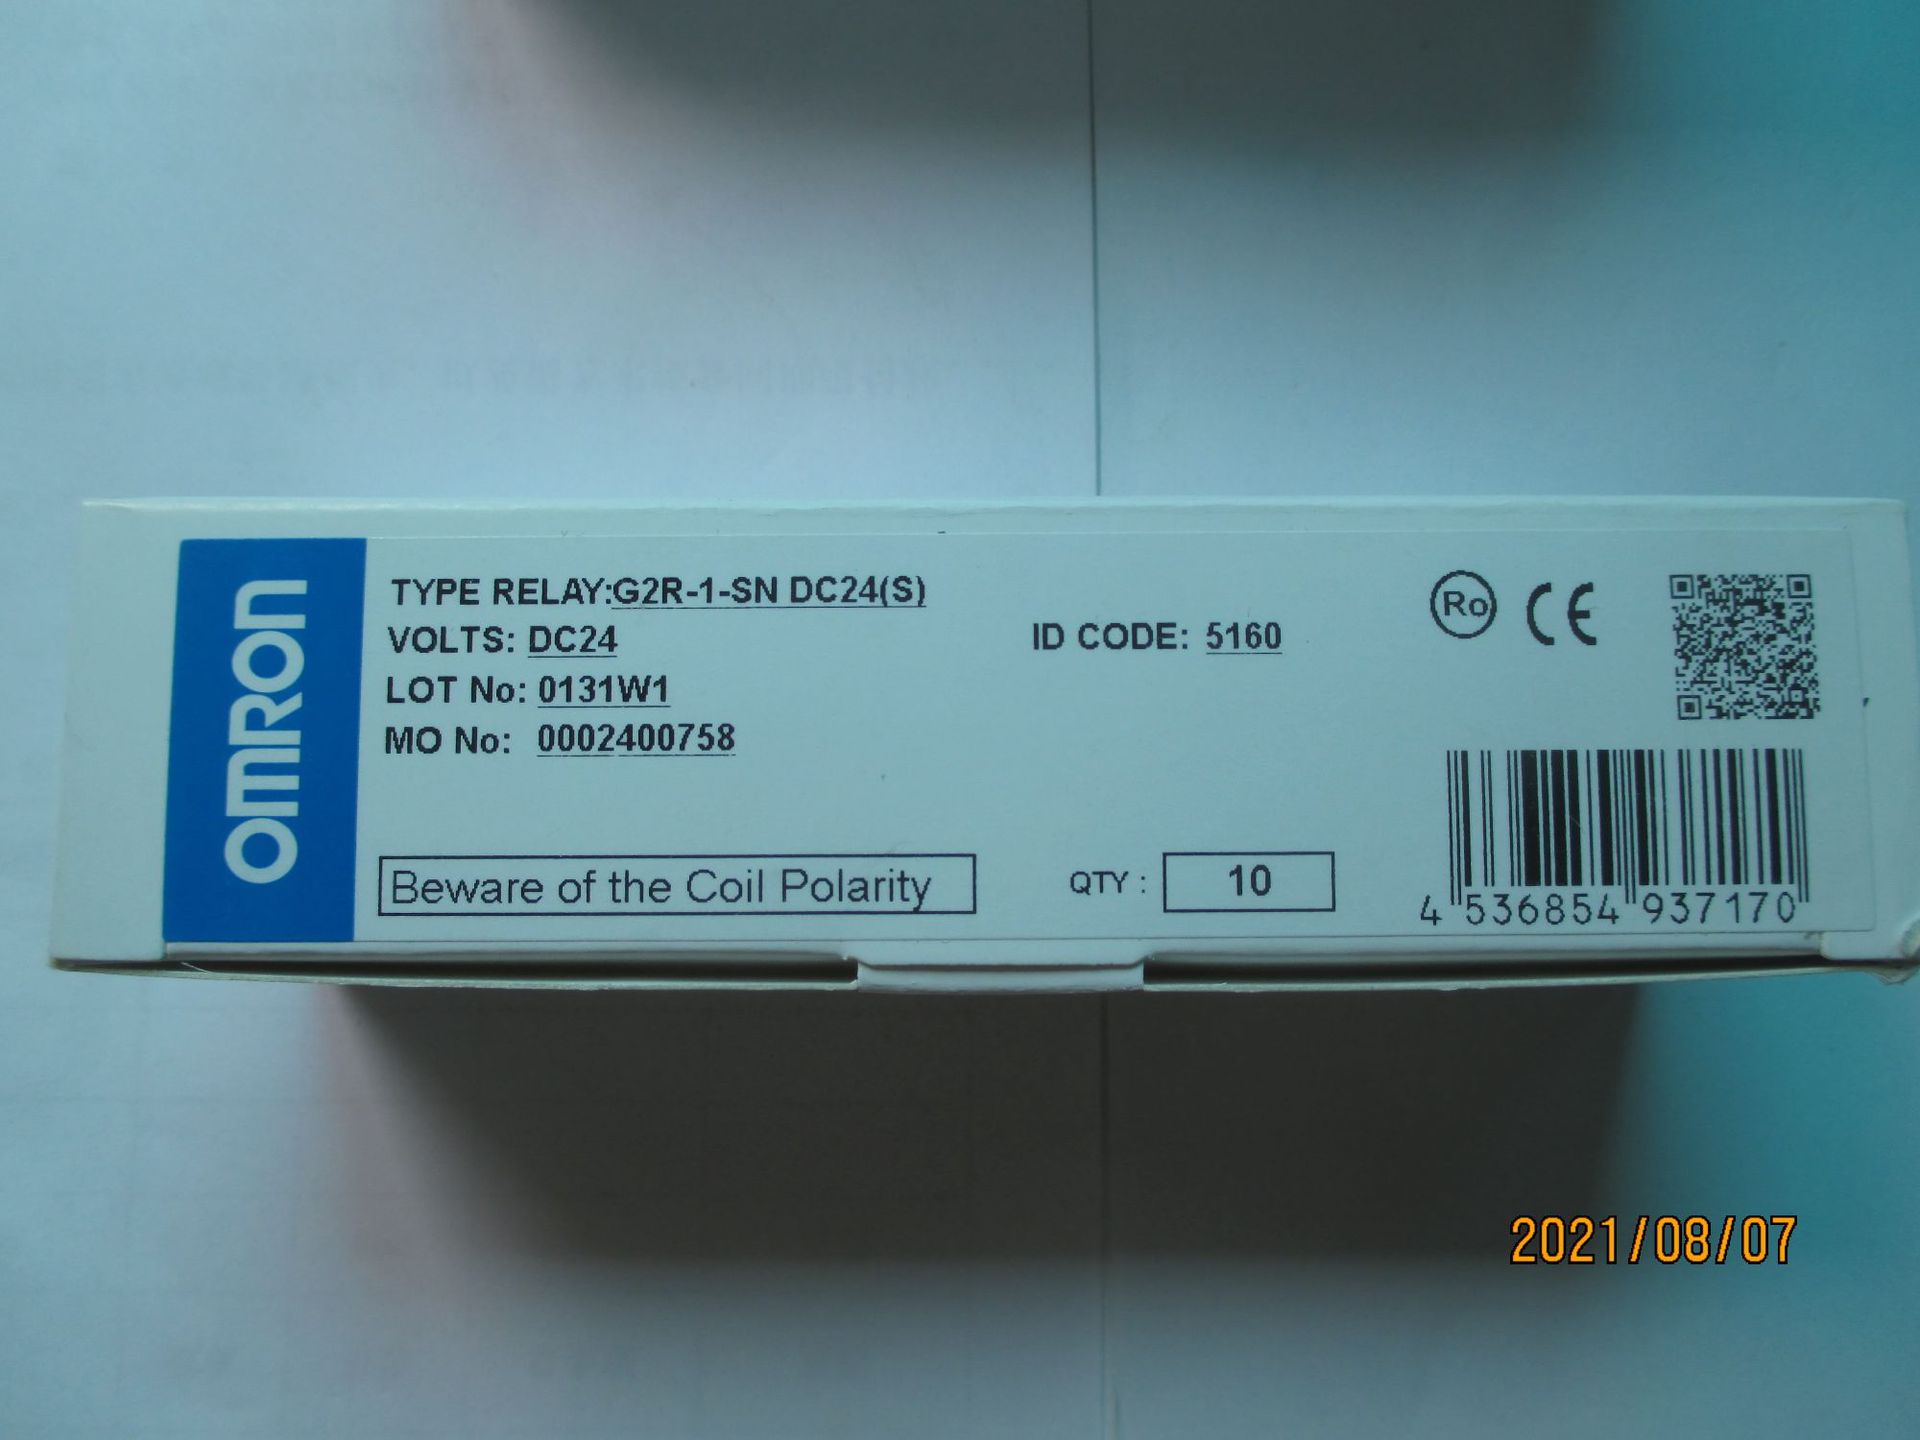 OMRON
TYPE RELAY:G2R-1-SN DC24(S)
VOLTS: DC24
ID CODE: 5160
LOT No: 0131W1
MO No: 0002400758
Ro
CE
Beware of the Coil Polarity
QTY : 10
4 536854 937170
2021/08/07